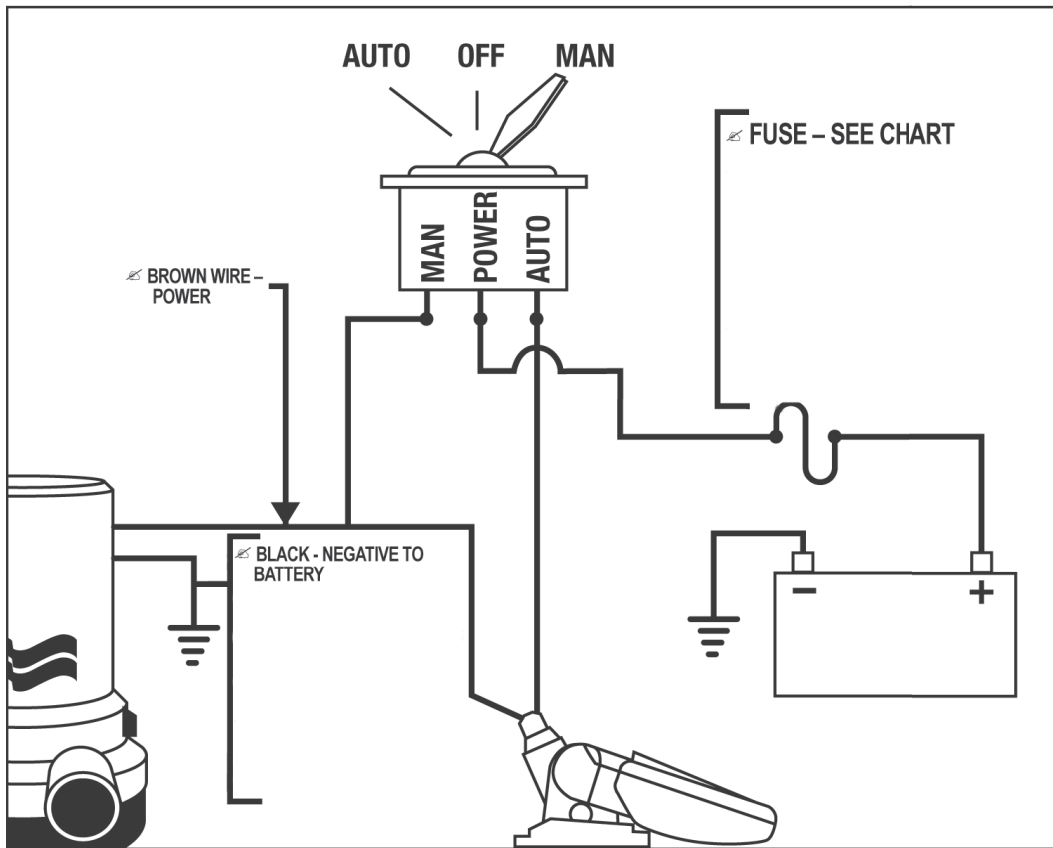 AUTO OFF MAN
FUSE – SEE CHART
MAN
POWER
AUTO
BROWN WIRE –
POWER
BLACK - NEGATIVE TO
BATTERY
– +